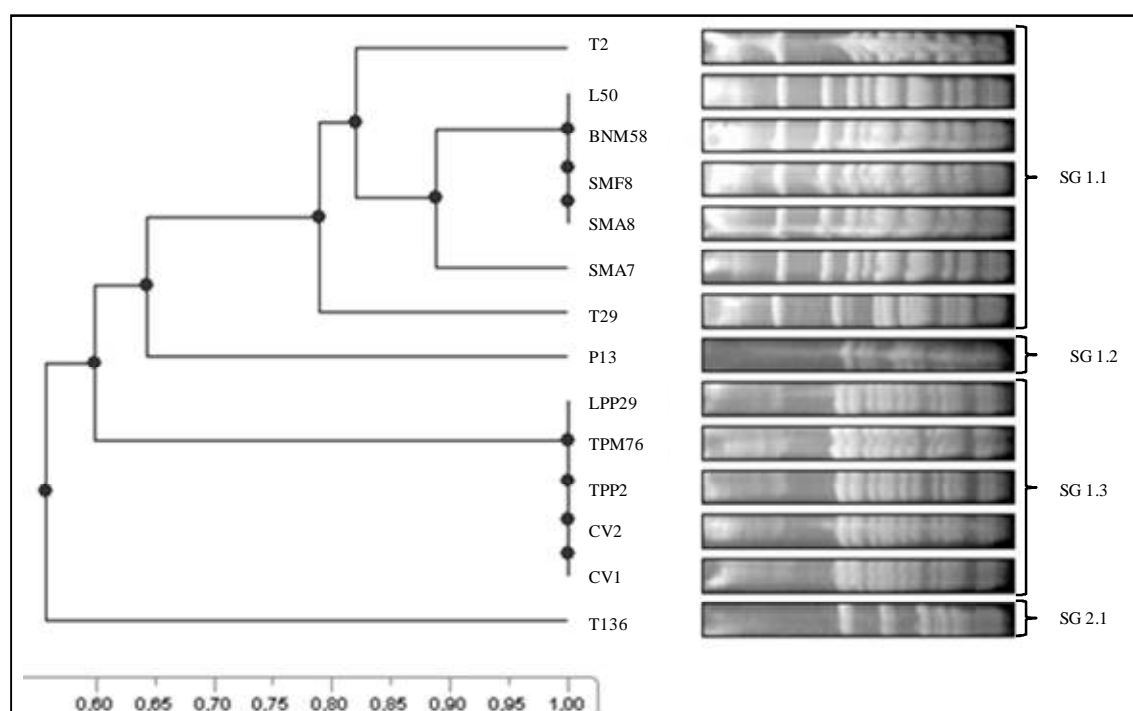 T2
L50
BNM58
SMF8
SMA8
SMA7
T29
P13
LPP29
TPM76
TPP2
CV2
CV1
T136
SG 1.1
SG 1.2
SG 1.3
SG 2.1
0,60 0,65 0,70 0,75 0,80 0,85 0,90 0,95 1,00